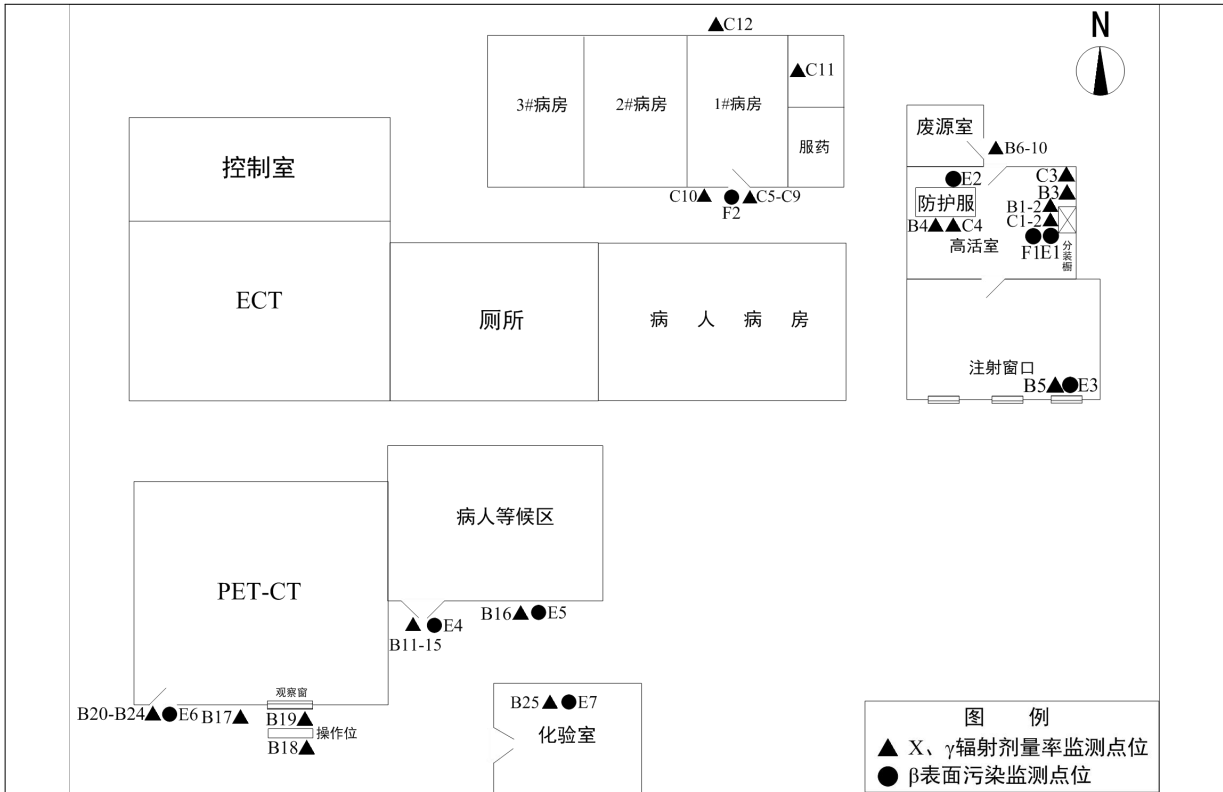 C12
N
C11
3#病房
2#病房
1#病房
废源室
控制室
服药
B6-10
C3
E2
B3
C10
C5-C9
F2
防护服
B1-2
C1-2
B4
C4
高活室
F1E1
分装橱
ECT
厕所
病 人 病 房
注射窗口
B5
E3
病人等候区
PET-CT
B16
E5
E4
B11-15
观察窗
B20-B24
E6
B17
B19
操作位
B18
B25
E7
化验室
图 例
X、γ辐射剂量率监测点位
β表面污染监测点位